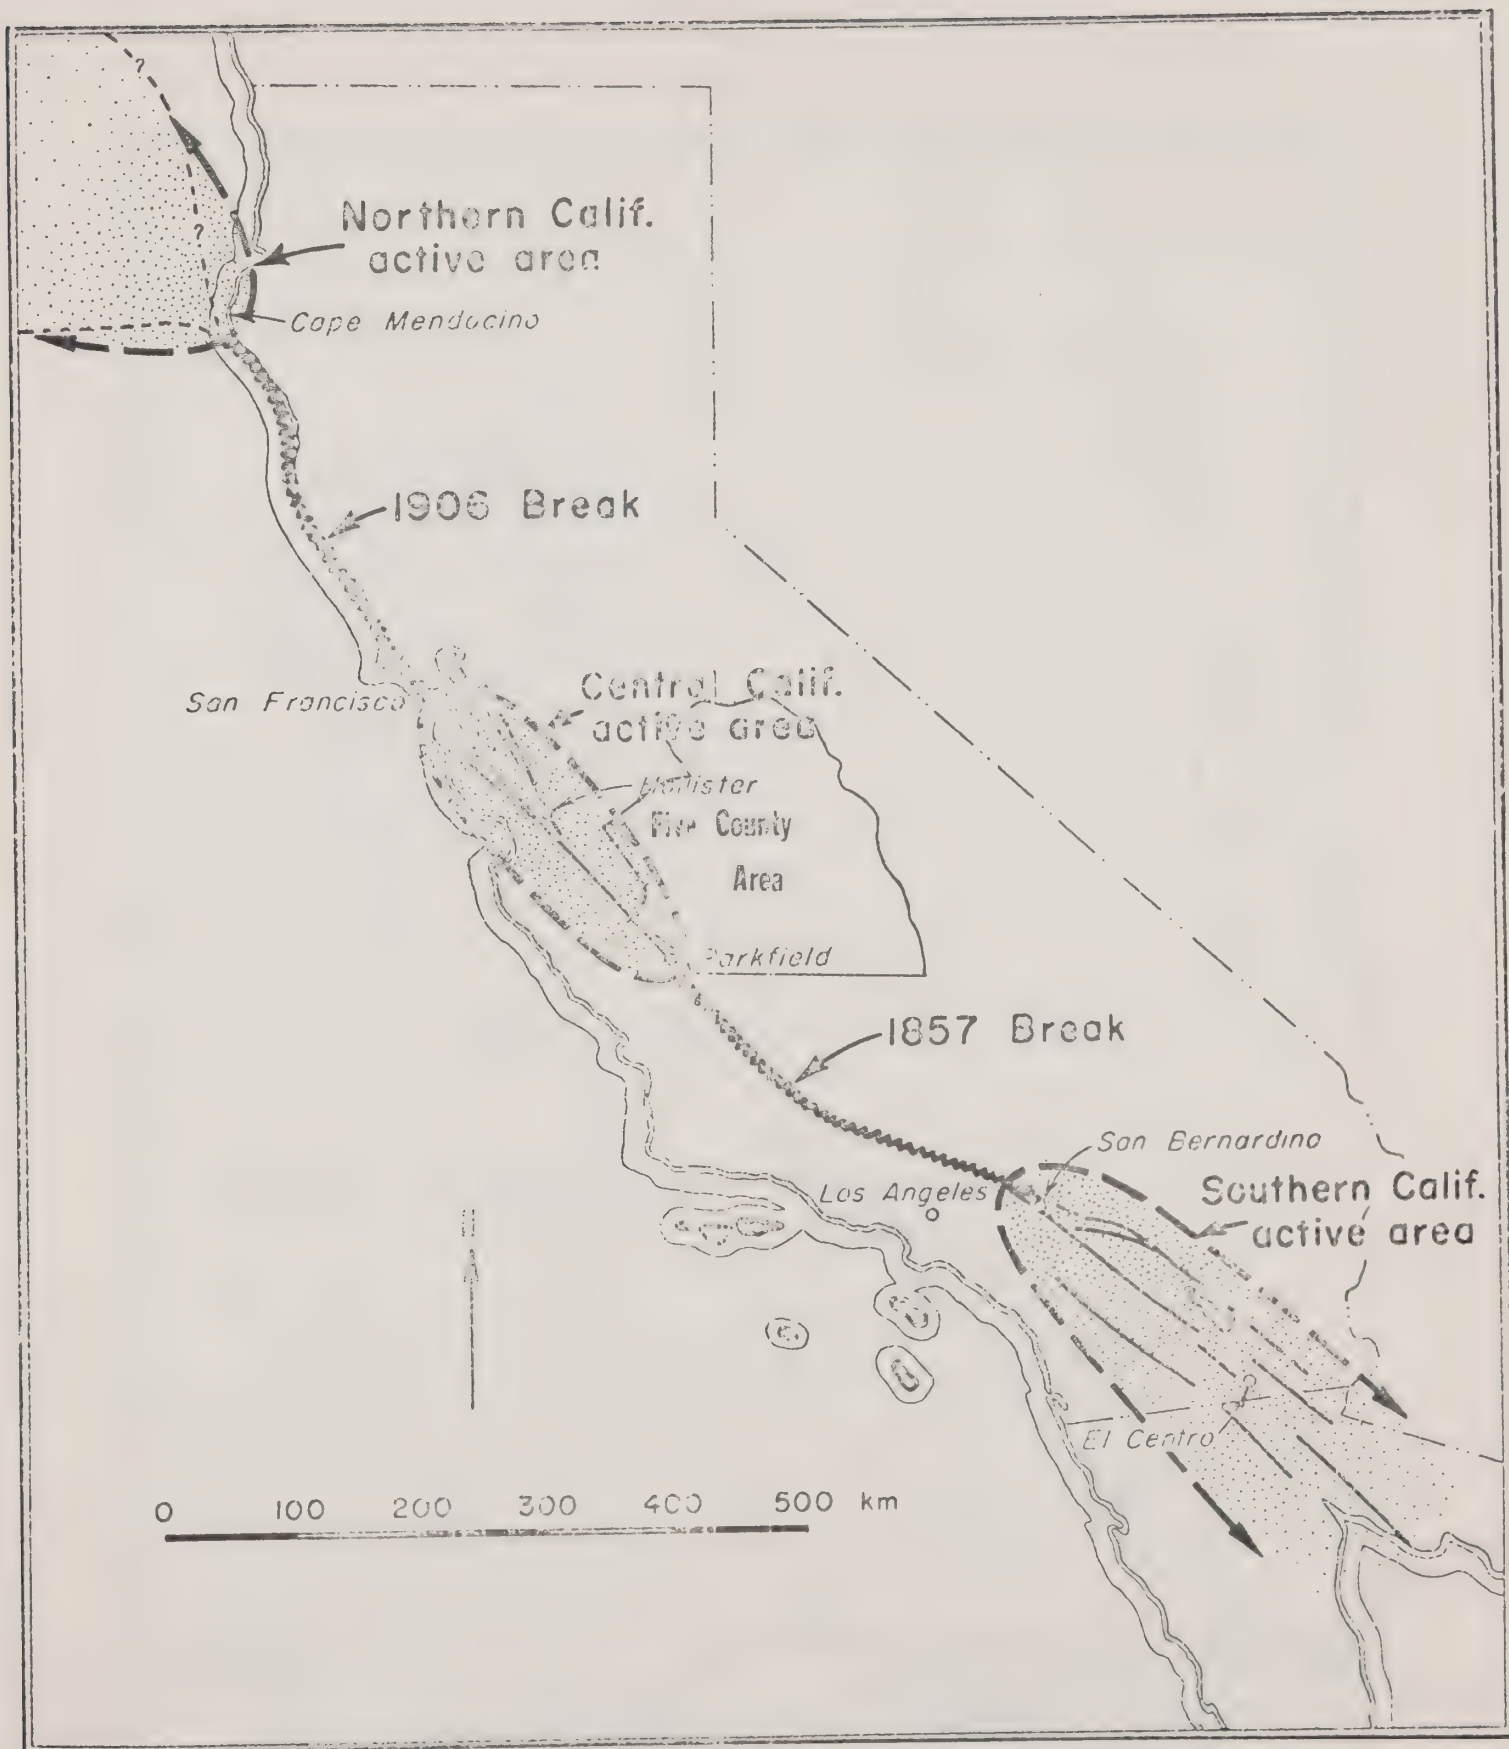 ?
?
Northern Calif.
active area
Cape Mendocino
1906 Break
San Francisco
Central Calif.
active area
Hollister
Five County
Area
Parkfield
1857 Break
San Bernardino
Los Angeles
Southern Calif.
active area
El Centro
0 100 200 300 400 500 km